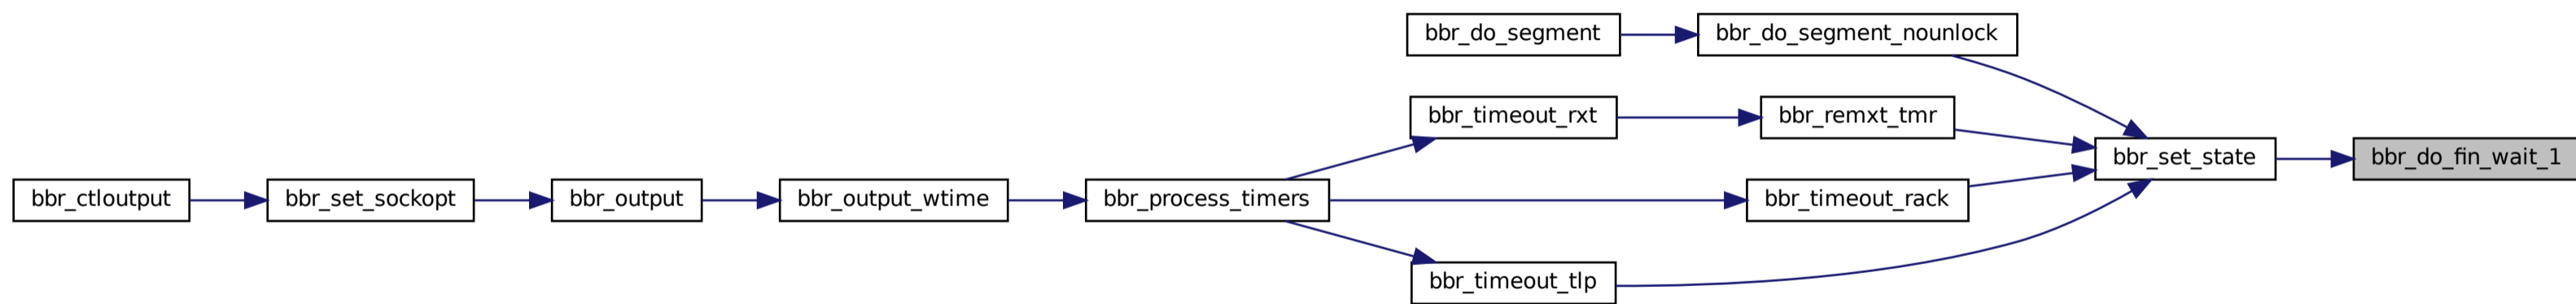 bbr_do_segment
bbr_do_segment_nounlock
bbr_timeout_rxt
bbr_remxt_tmr
bbr_set_state
bbr_do_fin_wait_1
bbr_ctloutput
bbr_set_sockopt
bbr_output
bbr_output_wtime
bbr_process_timers
bbr_timeout_rack
bbr_timeout_tlp